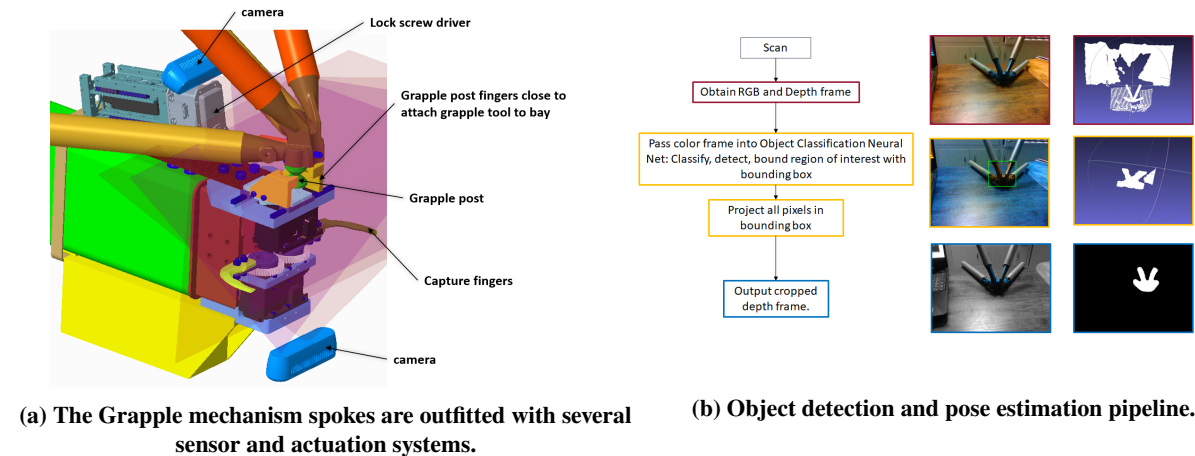 camera
Lock screw driver
Grapple post fingers close to
attach grapple tool to bay
Grapple post
Capture fingers
camera
(a) The Grapple mechanism spokes are outfitted with several
sensor and actuation systems.
Scan
Obtain RGB and Depth frame
Pass color frame into Object Classification Neural
Net: Classify, detect, bound region of interest with
bounding box
Project all pixels in
bounding box
Output cropped
depth frame.
(b) Object detection and pose estimation pipeline.